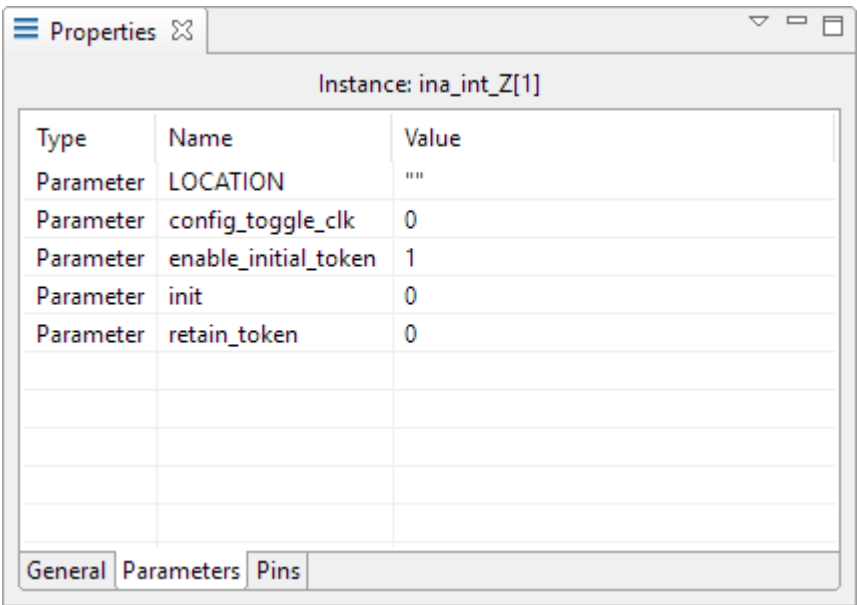 Properties
Instance: ina_int_Z[1]
Type Name Value
Parameter LOCATION ""
Parameter config_toggle_clk 0
Parameter enable_initial_token 1
Parameter init 0
Parameter retain_token 0
General Parameters Pins